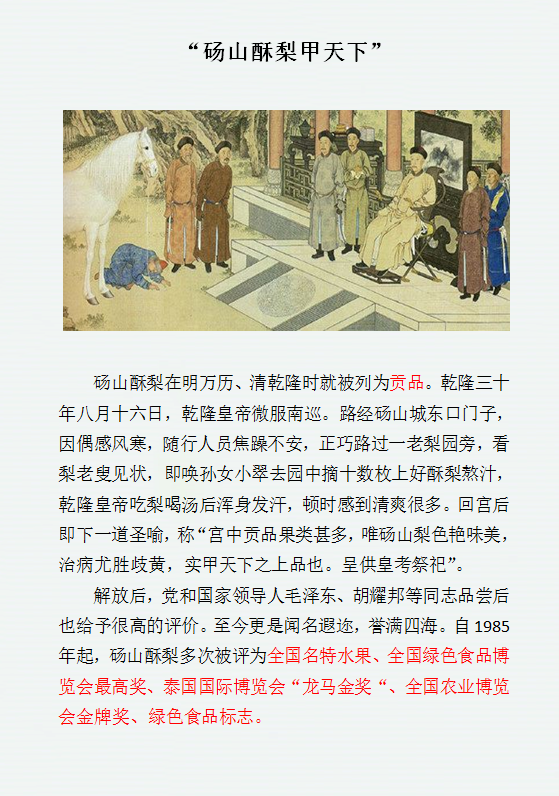 “砀山酥梨甲天下”
砀山酥梨在明万历、清乾隆时就被列为贡品。乾隆三十
年八月十六日，乾隆皇帝微服南巡。路经砀山城东口门子，
因偶感风寒，随行人员焦躁不安，正巧路过一老梨园旁，看
梨老叟见状，即唤孙女小翠去园中摘十数枚上好酥梨熬汁，
乾隆皇帝吃梨喝汤后浑身发汗，顿时感到清爽很多。回宫后
即下一道圣喻，称“宫中贡品果类甚多，唯砀山梨色艳味美，
治病尤胜歧黄，实甲天下之上品也。呈供皇考祭祀”。
解放后，党和国家领导人毛泽东、胡耀邦等同志品尝后
也给予很高的评价。至今更是闻名遐迩，誉满四海。自 1985
年起，砀山酥梨多次被评为全国名特水果、全国绿色食品博
览会最高奖、泰国国际博览会“龙马金奖“、全国农业博览
会金牌奖、绿色食品标志。